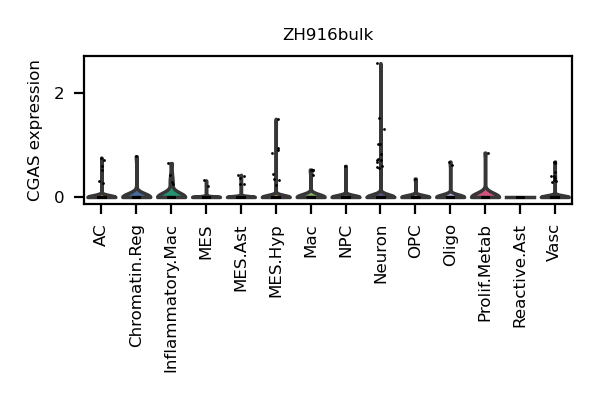 ZH916bulk
CGAS expression
2
0
AC
Chromatin.Reg
Inflammatory.Mac
MES
MES.Ast
MES.Hyp
Mac
NPC
Neuron
OPC
Oligo
Prolif.Metab
Reactive.Ast
Vasc